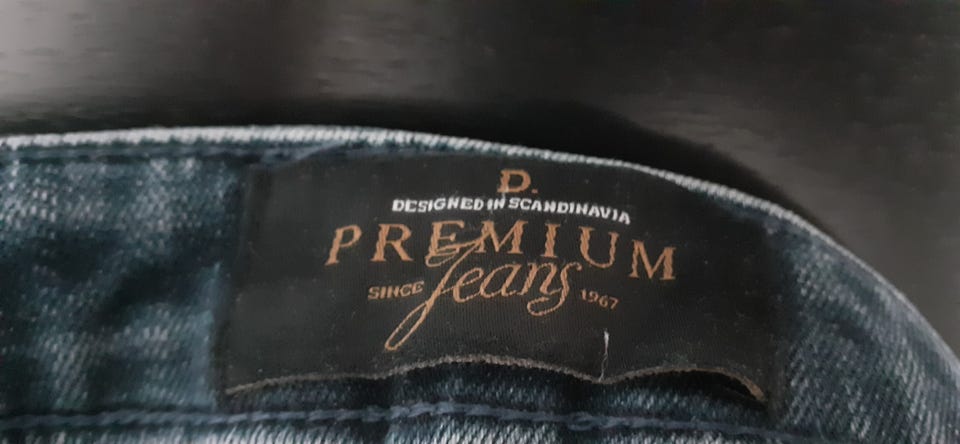 D.
DESIGNED IN SCANDINAVIA
PREMIUM
Jeans
SINCE 1967